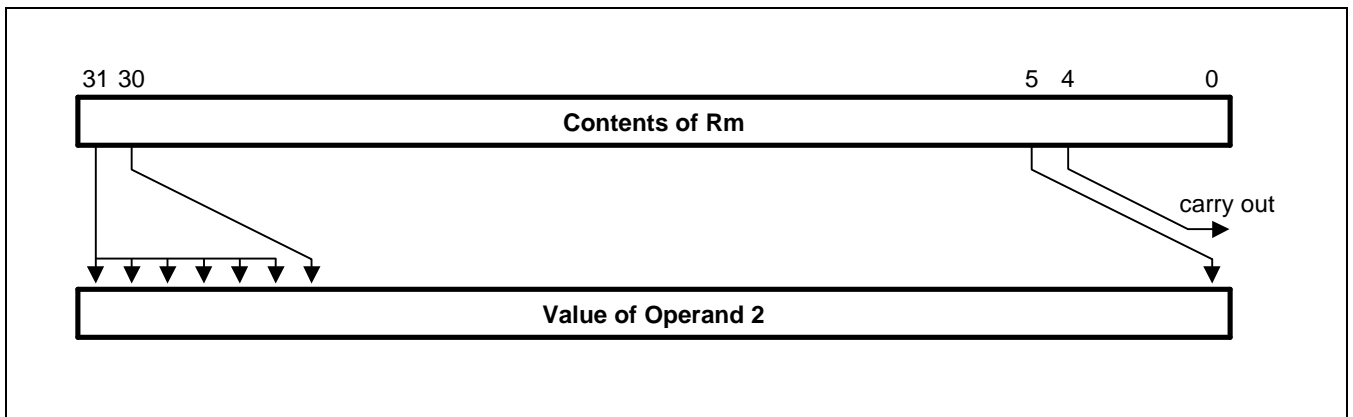 31 30 5 4 0
Contents of Rm
carry out
Value of Operand 2